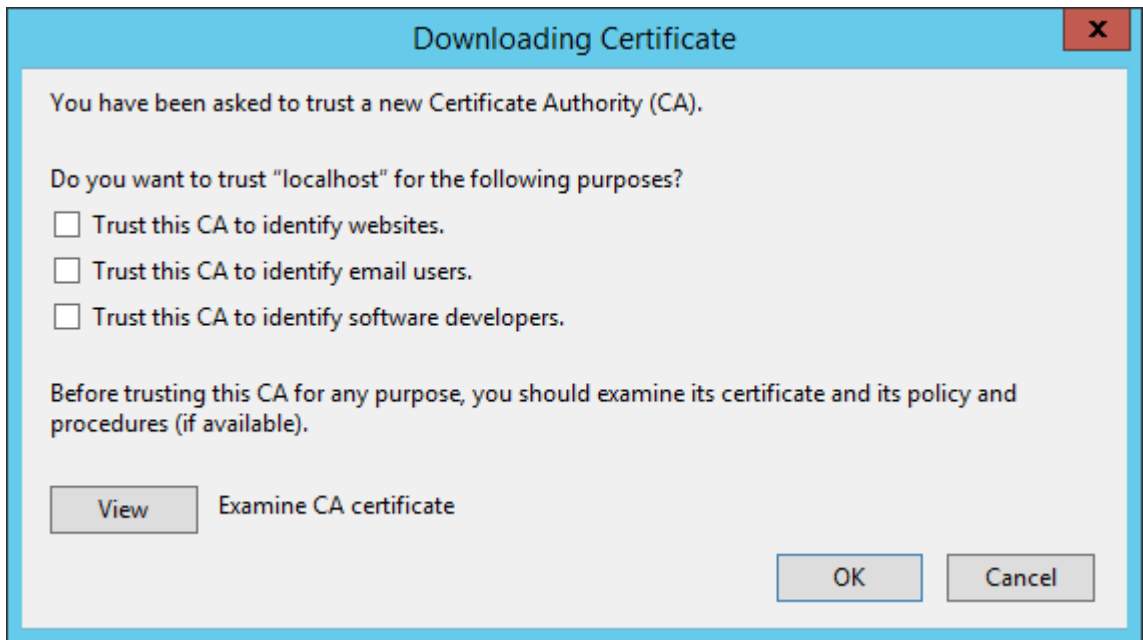 Downloading Certificate
x
You have been asked to trust a new Certificate Authority (CA).
Do you want to trust “localhost“ for the following purposes?
Trust this CA to identify websites.
Trust this CA to identify email users.
Trust this CA to identify software developers.
Before trusting this CA for any purpose, you should examine its certificate and its policy and
procedures (if available).
View Examine CA certificate
OK Cancel